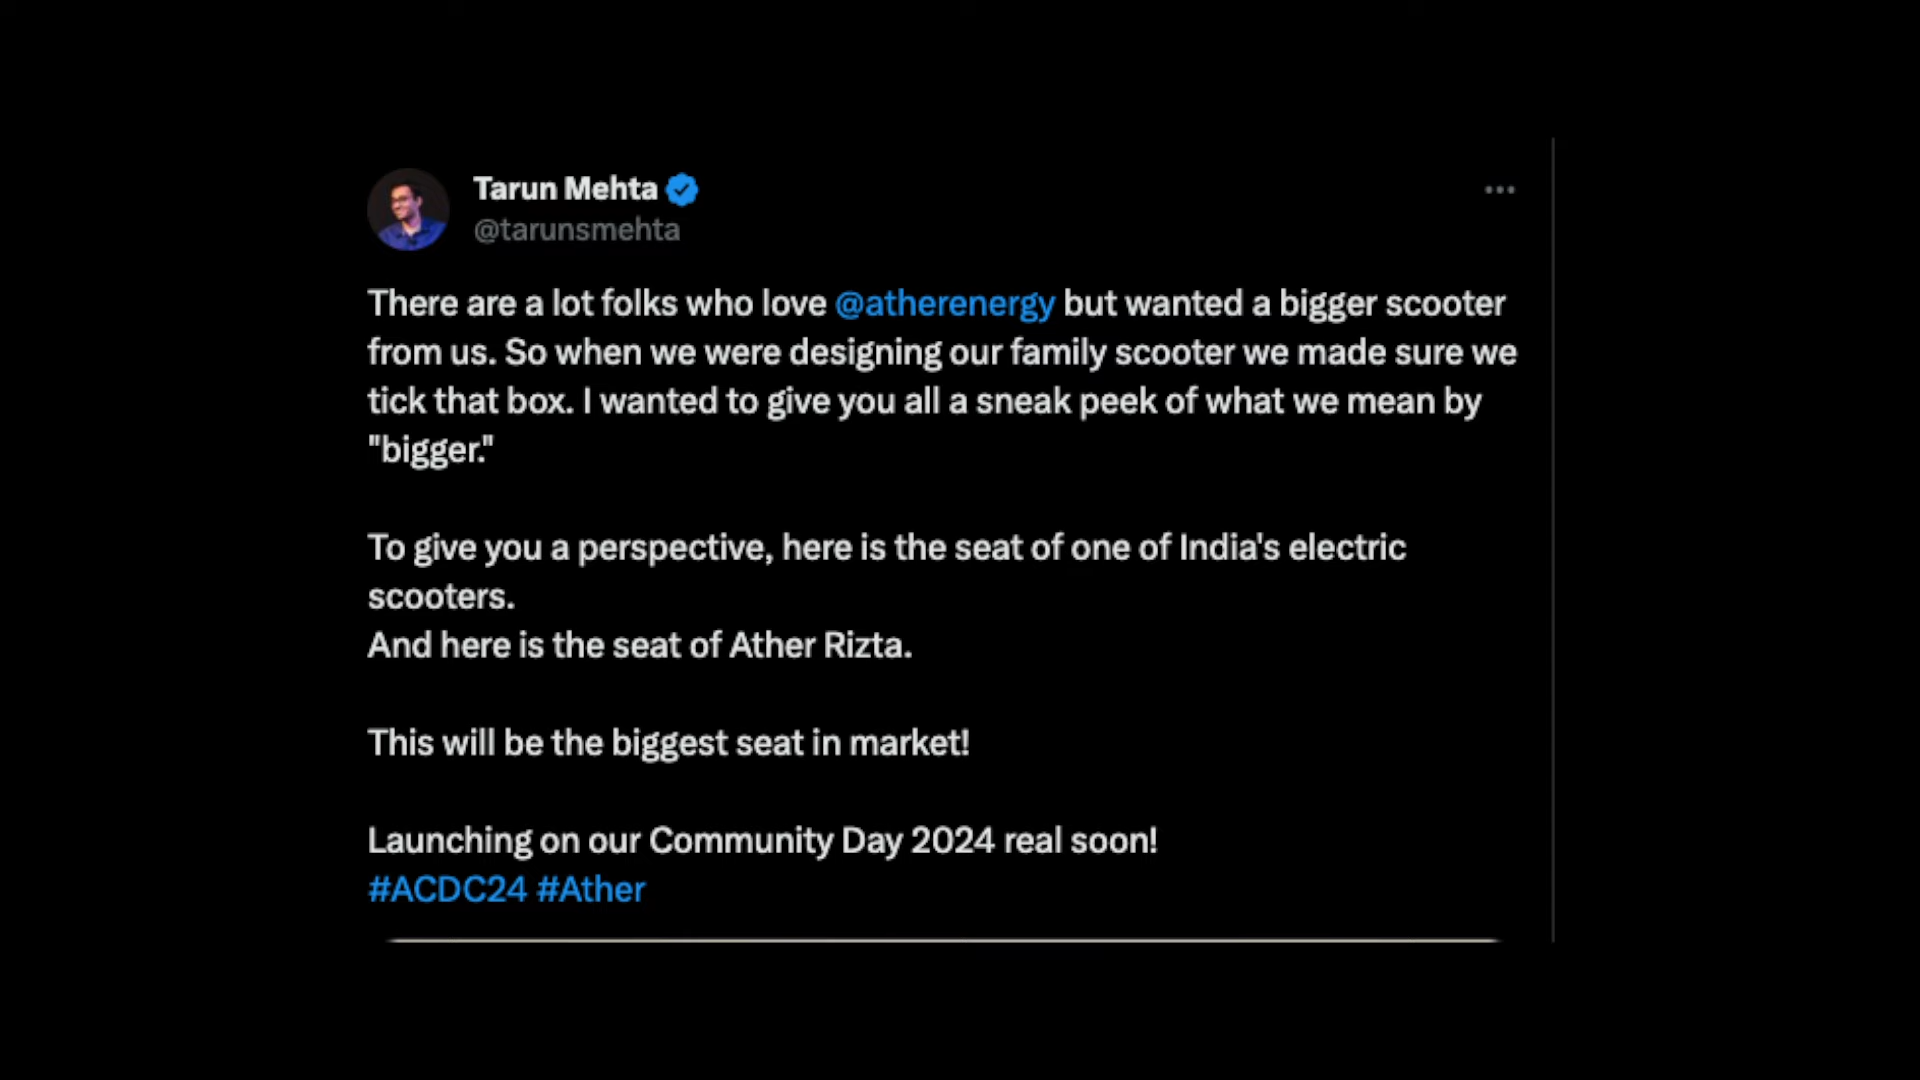 Tarun Mehta
@tarunsmehta
There are a lot folks who love @atherenergy but wanted a bigger scooter
from us. So when we were designing our family scooter we made sure we
tick that box. I wanted to give you all a sneak peek of what we mean by
"bigger."
To give you a perspective, here is the seat of one of India's electric
scooters.
And here is the seat of Ather Rizta.
This will be the biggest seat in market!
Launching on our Community Day 2024 real soon!
#ACDC24 #Ather